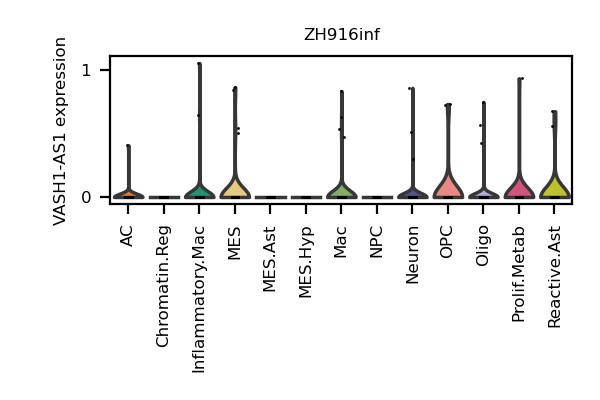 ZH916inf
VASH1-AS1 expression
1
0
AC
Chromatin.Reg
Inflammatory.Mac
MES
MES.Ast
MES.Hyp
Mac
NPC
Neuron
OPC
Oligo
Prolif.Metab
Reactive.Ast